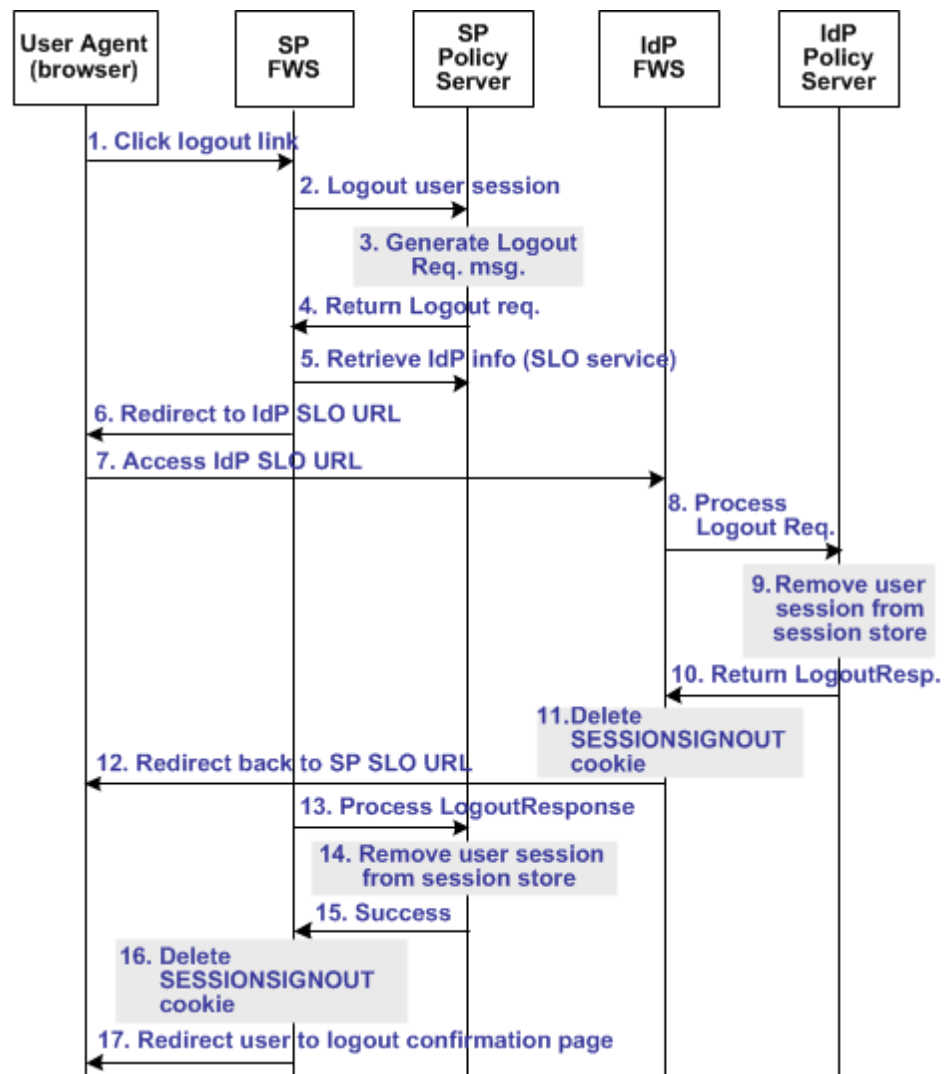 User Agent
(browser)
SP
FWS
SP
Policy
Server
IdP
FWS
IdP
Policy
Server
1. Click logout link
2. Logout user session
3. Generate Logout
Req. msg.
4. Return Logout req.
5. Retrieve IdP info (SLO service)
6. Redirect to IdP SLO URL
7. Access IdP SLO URL
8. Process
Logout Req.
9. Remove user
session from
session store
10. Return LogoutResp.
11. Delete
SESSIONSIGNOUT
cookie
12. Redirect back to SP SLO URL
13. Process LogoutResponse
14. Remove user session
from session store
15. Success
16. Delete
SESSIONSIGNOUT
cookie
17. Redirect user to logout confirmation page